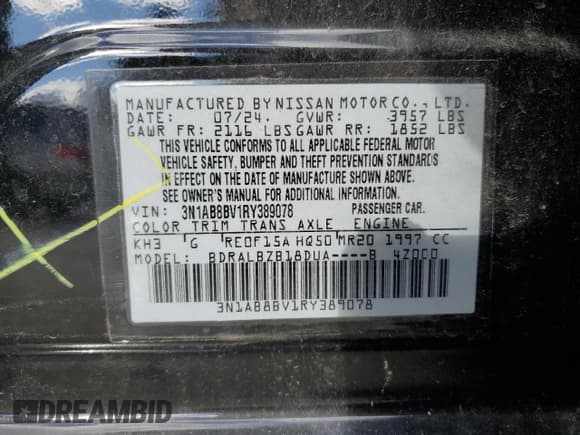 MANUFACTURED BY NISSAN MOTOR CO., LTD.
DATE: 07/24. GVWR: 3957 LBS
GAWR FR: 2116 LBS GAWR RR: 1852 LBS
THIS VEHICLE CONFORMS TO ALL APPLICABLE FEDERAL MOTOR
VEHICLE SAFETY, BUMPER AND THEFT PREVENTION STANDARDS
IN EFFECT ON THE DATE OF MANUFACTURE SHOWN ABOVE.
SEE OWNER'S MANUAL FOR ADDITIONAL INFORMATION.
VIN: 3N1AB8BV1RY389078 PASSENGER CAR.
COLOR TRIM TRANS AXLE ENGINE
KH3 G RE0F15A HQ50 MR20 1997 CC
MODEL: BDRALBZB18DUA----B 4Z0C0
3N1AB8BV1RY389078
DREAMBID